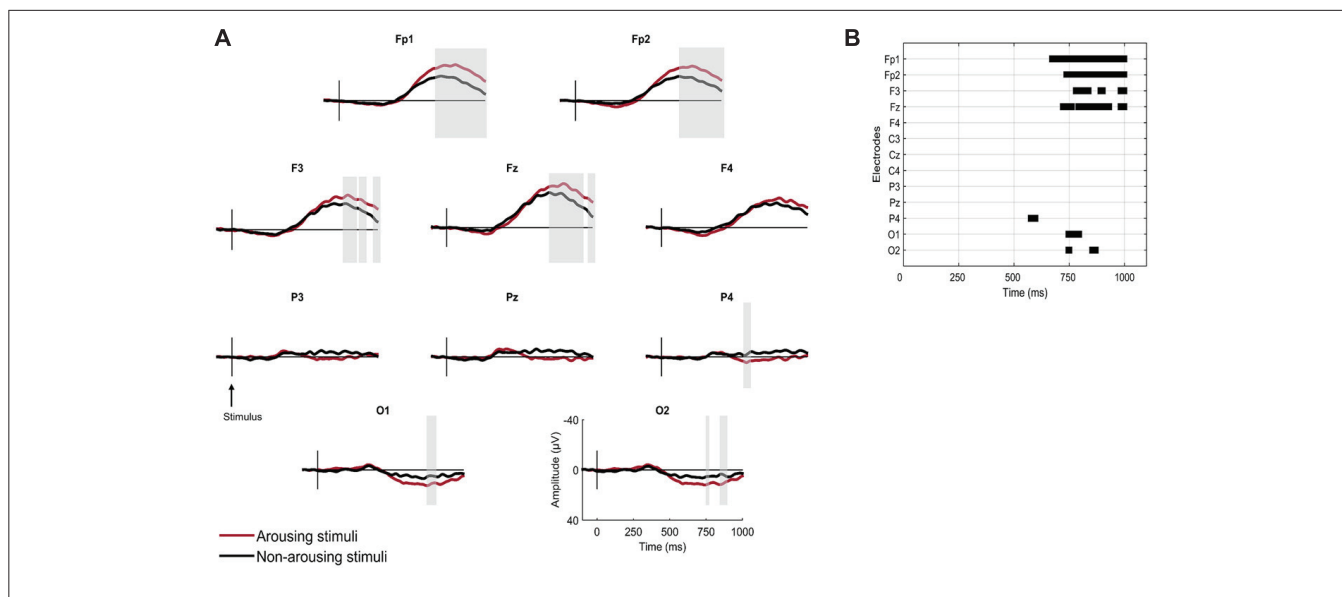 A
Fp1
Fp2
F3
Fz
F4
P3
Pz
P4
Stimulus
O1
O2
Amplitude (μV)
-40
0
40
0
250
500
750
1000
Time (ms)
Arousing stimuli
Non-arousing stimuli
B
Electrodes
Fp1
Fp2
F3
Fz
F4
C3
Cz
C4
P3
Pz
P4
O1
O2
0
250
500
750
1000
Time (ms)